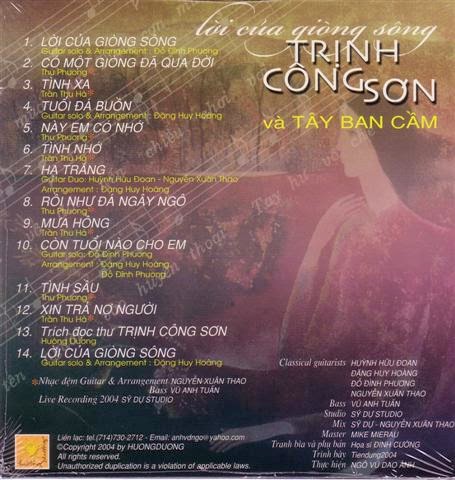 lời của giòng sông
TRỊNH
CÔNG SƠN
và TÂY BAN CẦM
1. LỜI CỦA GIÒNG SÔNG
Guitar solo & Arrangement : Đỗ Đình Phương
2. CÓ MỘT GIÒNG ĐÃ QUA ĐỜI
Thu Phương*
3. TÌNH XA
Trần Thu Hà*
4. TUỔI ĐÁ BUỒN
Guitar solo & Arrangement : Đặng Huy Hoàng
5. NÀY EM CÓ NHỚ
Thu Phương*
6. TÌNH NHỚ
Trần Thu Hà*
7. HẠ TRẮNG
Guitar Duo: Huỳnh Hữu Đoan - Nguyễn Xuân Thao
Arrangement : Đặng Huy Hoàng
8. RỒI NHƯ ĐÁ NGÂY NGÔ
Thu Phương*
9. MƯA HỒNG
Trần Thu Hà*
10. CÒN TUỔI NÀO CHO EM
Guitar solo: Đỗ Đình Phương
Arrangement : Đặng Huy Hoàng
Đỗ Đình Phương
11. TÌNH SẦU
Thu Phương*
12. XIN TRẢ NỢ NGƯỜI
Trần Thu Hà*
13. Trích đọc thư TRỊNH CÔNG SƠN
Hướng Dương
14. LỜI CỦA GIÒNG SÔNG
Guitar solo & Arrangement : Đặng Huy Hoàng
*Nhạc đệm Guitar & Arrangement NGUYỄN XUÂN THAO
Bass VŨ ANH TUẤN
Live Recording 2004 SỸ DỰ STUDIO
Classical guitarists HUỲNH HỮU ĐOAN
ĐẶNG HUY HOÀNG
ĐỖ ĐÌNH PHƯƠNG
NGUYỄN XUÂN THAO
Bass VŨ ANH TUẤN
Studio SỸ DỰ STUDIO
Mix SỸ DỰ - NGUYỄN XUÂN THAO
Master MIKE MIERAU
Tranh bìa và phụ bản Họa sĩ ĐINH CƯỜNG
Trình bày Tiendung2004
Thực hiện NGÔ VŨ DAO ÁNH
Liên lạc: tel.(714)730-2712 - Email: anhvdngo@yahoo.com
©Copyright 2004 by HUONGDUONG.
All rights reserved.
Unauthorized duplication is a violation of applicable laws.